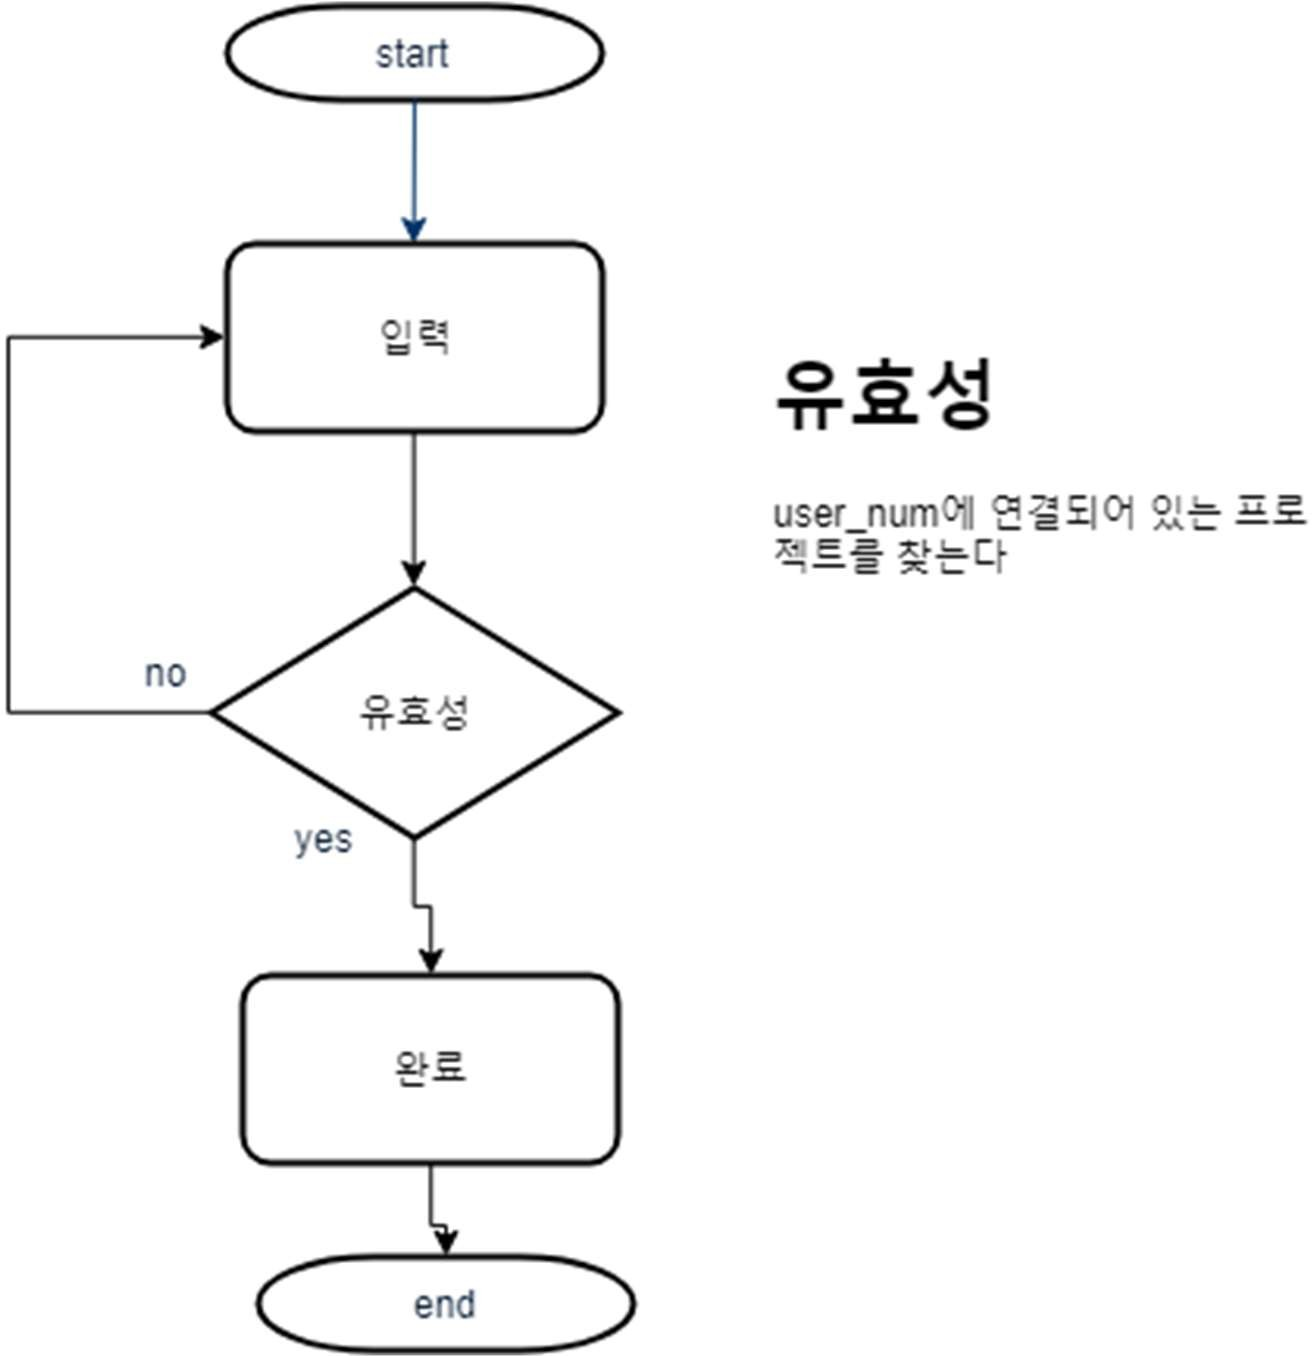 start
입력
유효성
user_num에 연결되어 있는 프로
젝트를 찾는다
no
유효성
yes
완료
end